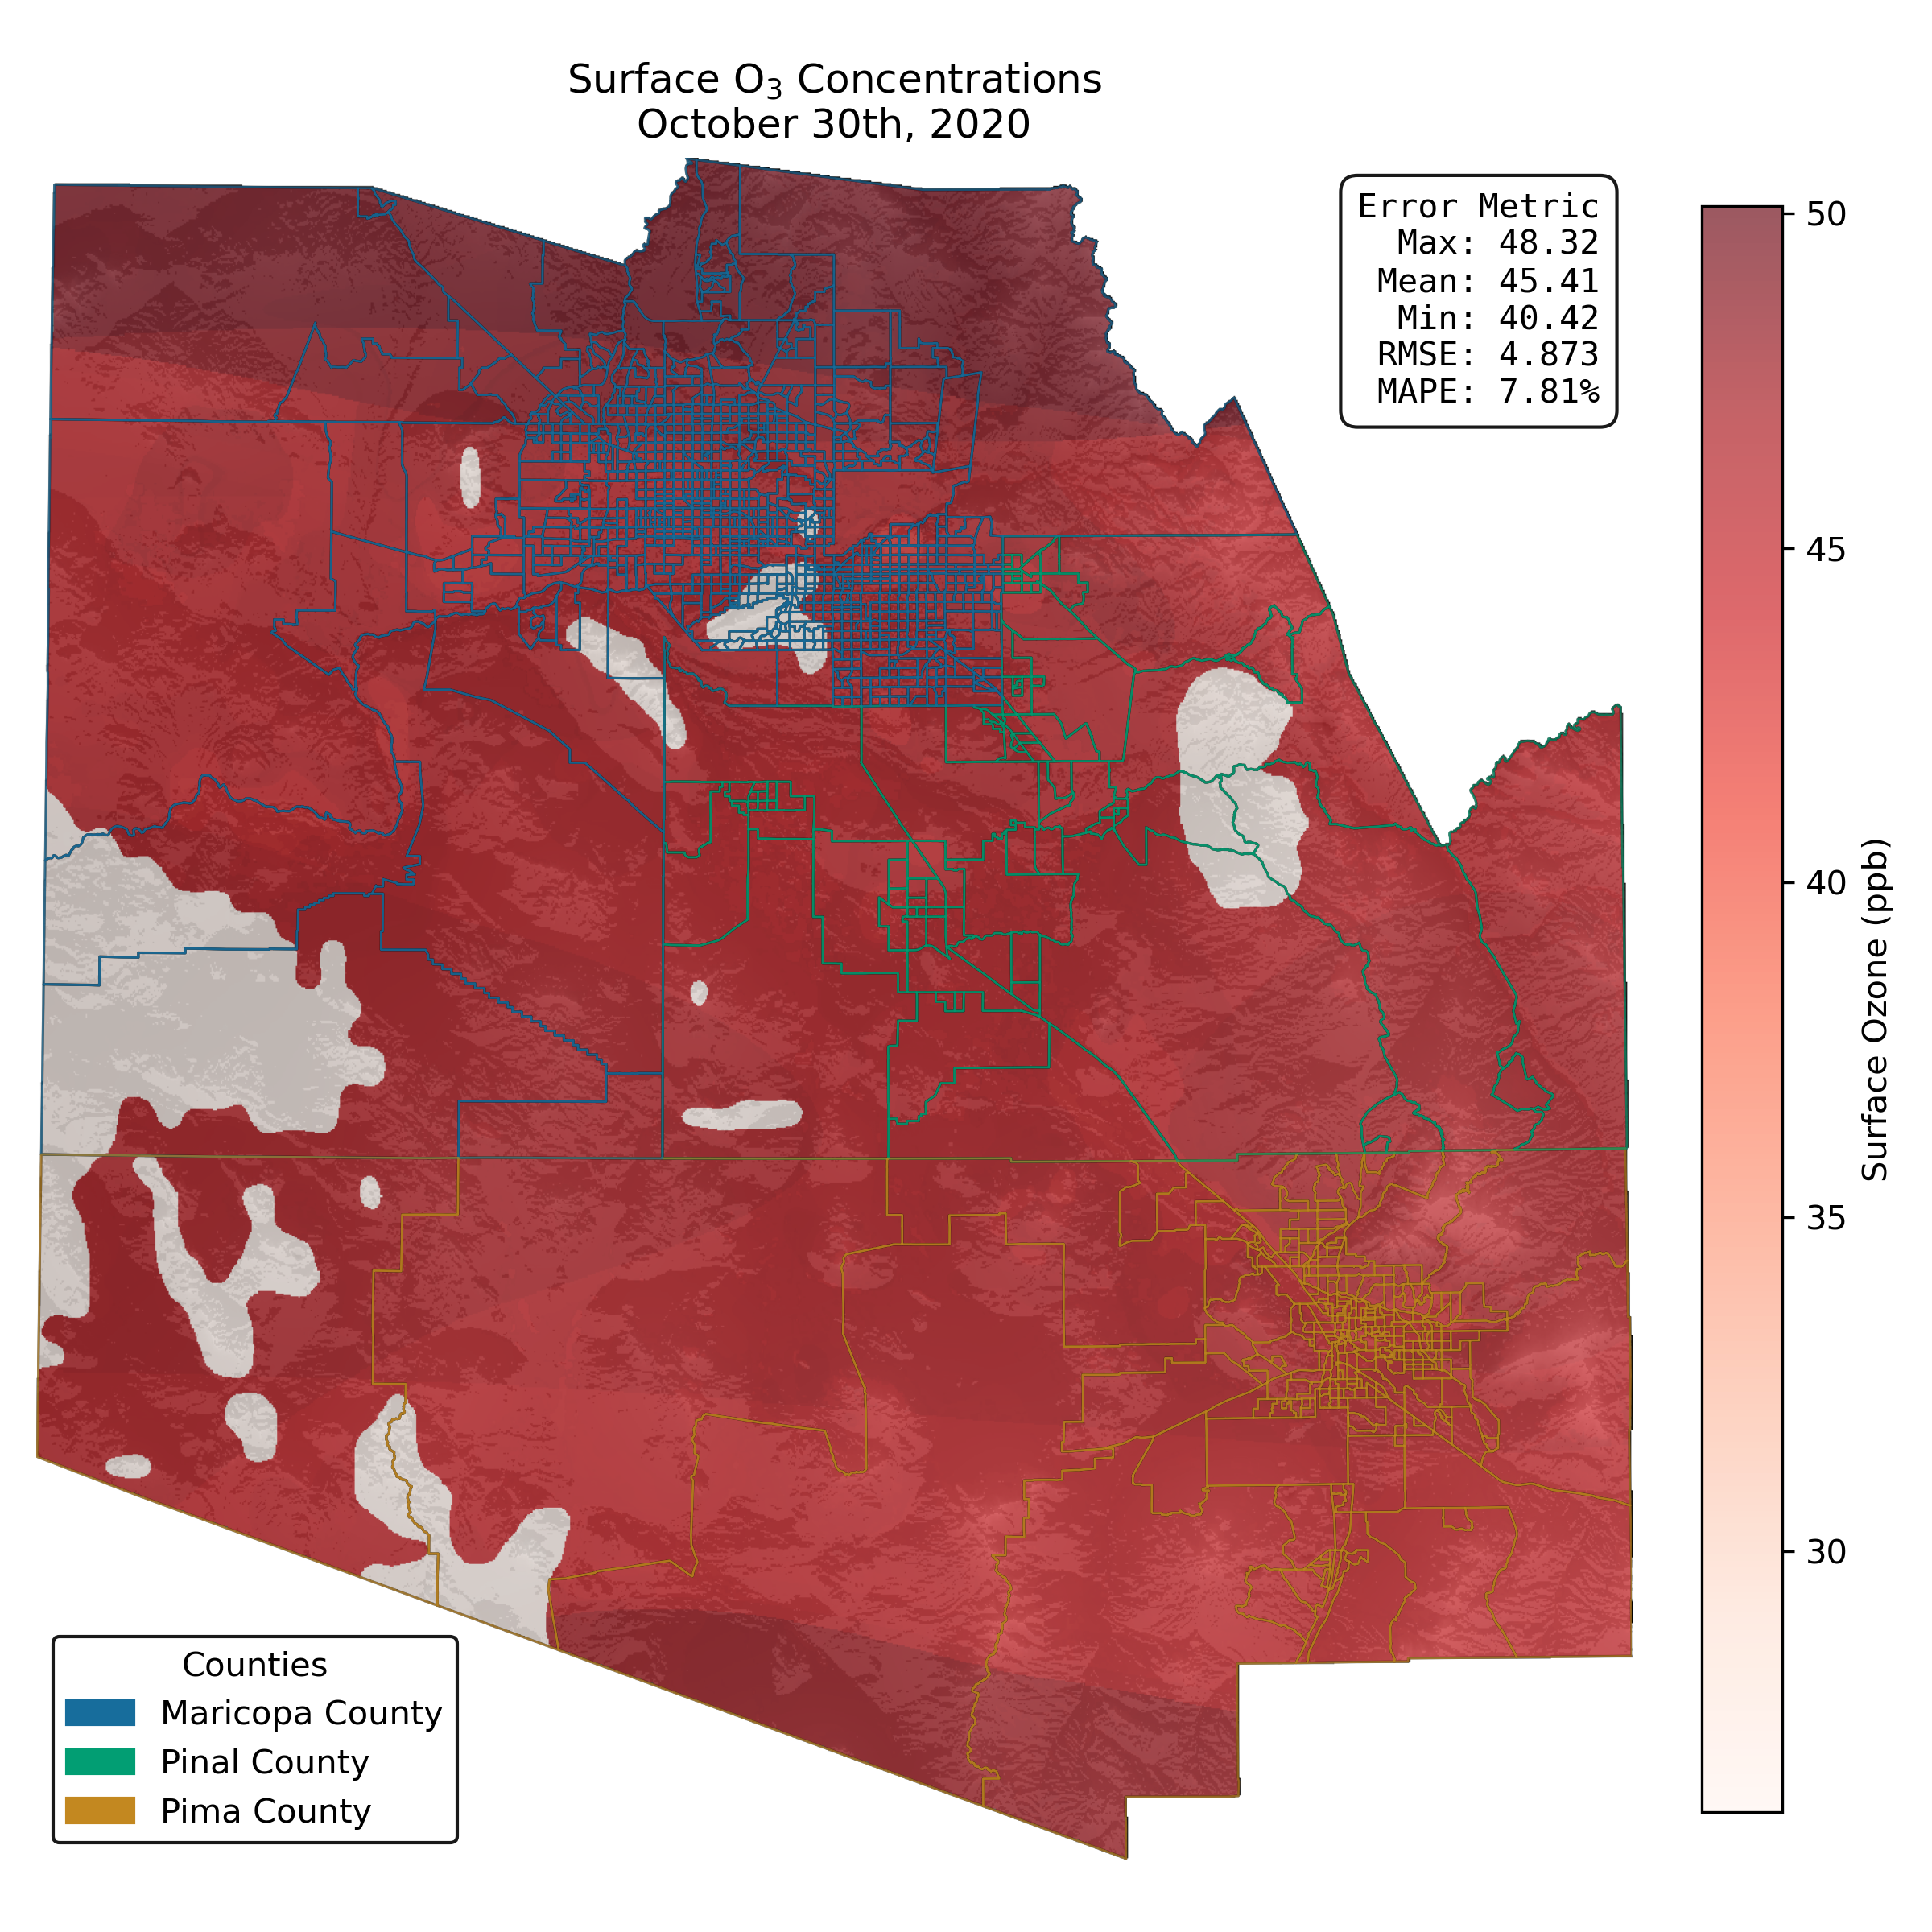 Surface O₃ Concentrations
October 30th, 2020
Error Metric
Max: 48.32
Mean: 45.41
Min: 40.42
RMSE: 4.873
MAPE: 7.81%
50
45
40
35
30
Surface Ozone (ppb)
Counties
Maricopa County
Pinal County
Pima County